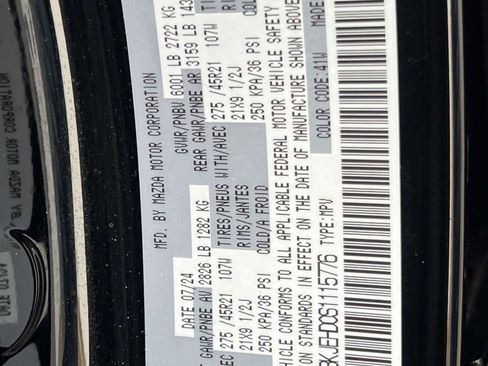 MFD. BY MAZDA MOTOR CORPORATION
07/24 GVWR/PNBV 6001 LB 2722 KG
GAWR/PNBE AV 2826 LB 1282 KG REAR GAWR/PNBE AR 3159 LB 143
275 /45R21 107W TIRES/PNEUS WITH/AVEC 275 /45R21 107W
21X9 1/2J RIMS/JANTES 21X9 1/2J
250 KPA/36 PSI COLD/A FROID 250 KPA/36 PSI COLD
VEHICLE CONFORMS TO ALL APPLICABLE FEDERAL MOTOR VEHICLE SAFETY
STANDARDS IN EFFECT ON THE DATE OF MANUFACTURE SHOWN ABOVE
KJEHD0S1115776 TYPE:MPV COLOR CODE:41W